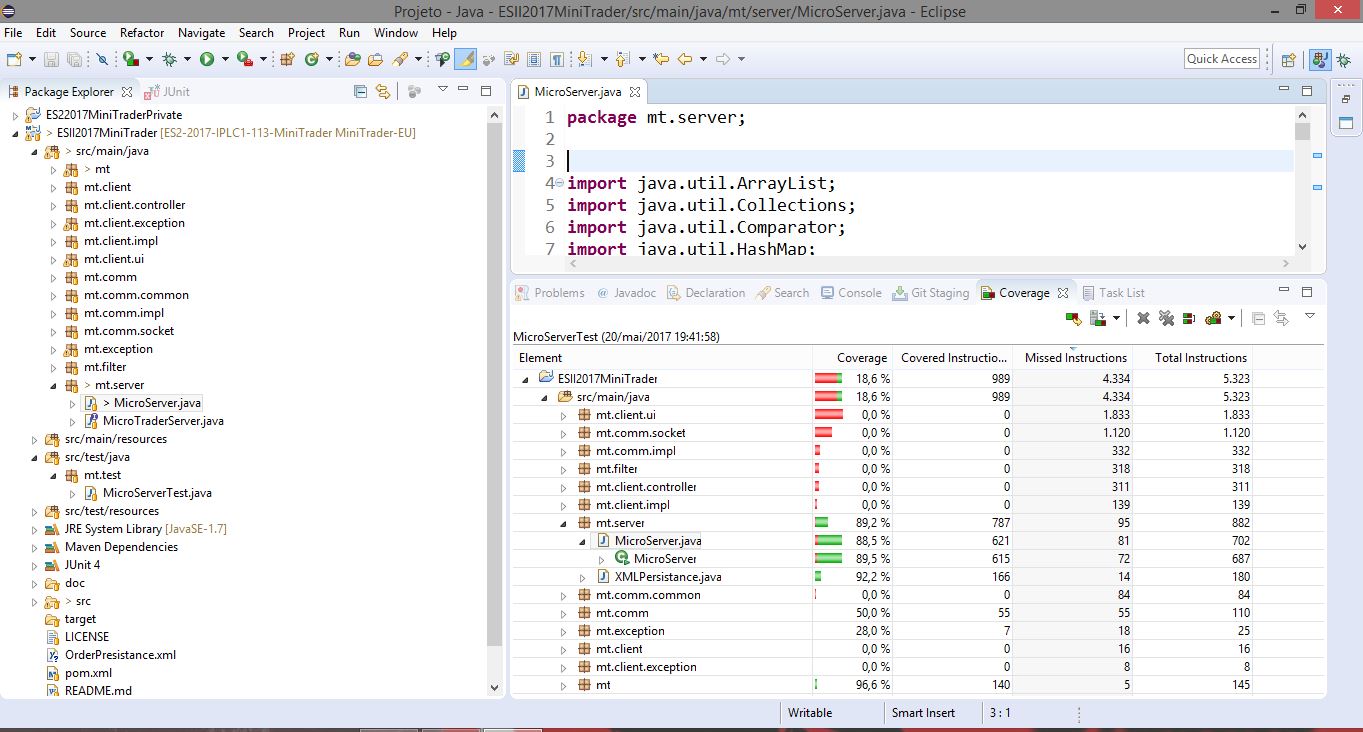 Projeto - Java - ESII2017MiniTrader/src/main/java/mt/server/MicroServer.java - Eclipse
File Edit Source Refactor Navigate Search Project Run Window Help
Quick Access
Package Explorer JUnit
ES22017MiniTraderPrivate
> ESII2017MiniTrader [ES2-2017-IPLC1-113-MiniTrader MiniTrader-EU]
> src/main/java
> mt
mt.client
mt.client.controller
mt.client.exception
mt.client.impl
mt.client.ui
mt.comm
mt.comm.common
mt.comm.impl
mt.comm.socket
mt.exception
mt.filter
> mt.server
> MicroServer.java
MicroTraderServer.java
src/main/resources
src/test/java
mt.test
MicroServerTest.java
src/test/resources
JRE System Library [JavaSE-1.7]
Maven Dependencies
JUnit 4
doc
> src
target
LICENSE
OrderPresistance.xml
pom.xml
README.md
MicroServer.java
1 package mt.server;
2
3
4 import java.util.ArrayList;
5 import java.util.Collections;
6 import java.util.Comparator;
7 import java.util.HashMap;
Problems @ Javadoc Declaration Search Console Git Staging Coverage Task List
MicroServerTest (20/mai/2017 19:41:58)
Element Coverage Covered Instructio... Missed Instructions Total Instructions
ESII2017MiniTrader 18,6 % 989 4.334 5.323
src/main/java 18,6 % 989 4.334 5.323
mt.client.ui 0,0 % 0 1.833 1.833
mt.comm.socket 0,0 % 0 1.120 1.120
mt.comm.impl 0,0 % 0 332 332
mt.filter 0,0 % 0 318 318
mt.client.controller 0,0 % 0 311 311
mt.client.impl 0,0 % 0 139 139
mt.server 89,2 % 787 95 882
MicroServer.java 88,5 % 621 81 702
MicroServer 89,5 % 615 72 687
XMLPersistance.java 92,2 % 166 14 180
mt.comm.common 0,0 % 0 84 84
mt.comm 50,0 % 55 55 110
mt.exception 28,0 % 7 18 25
mt.client 0,0 % 0 16 16
mt.client.exception 0,0 % 0 8 8
mt 96,6 % 140 5 145
Writable Smart Insert 3 : 1